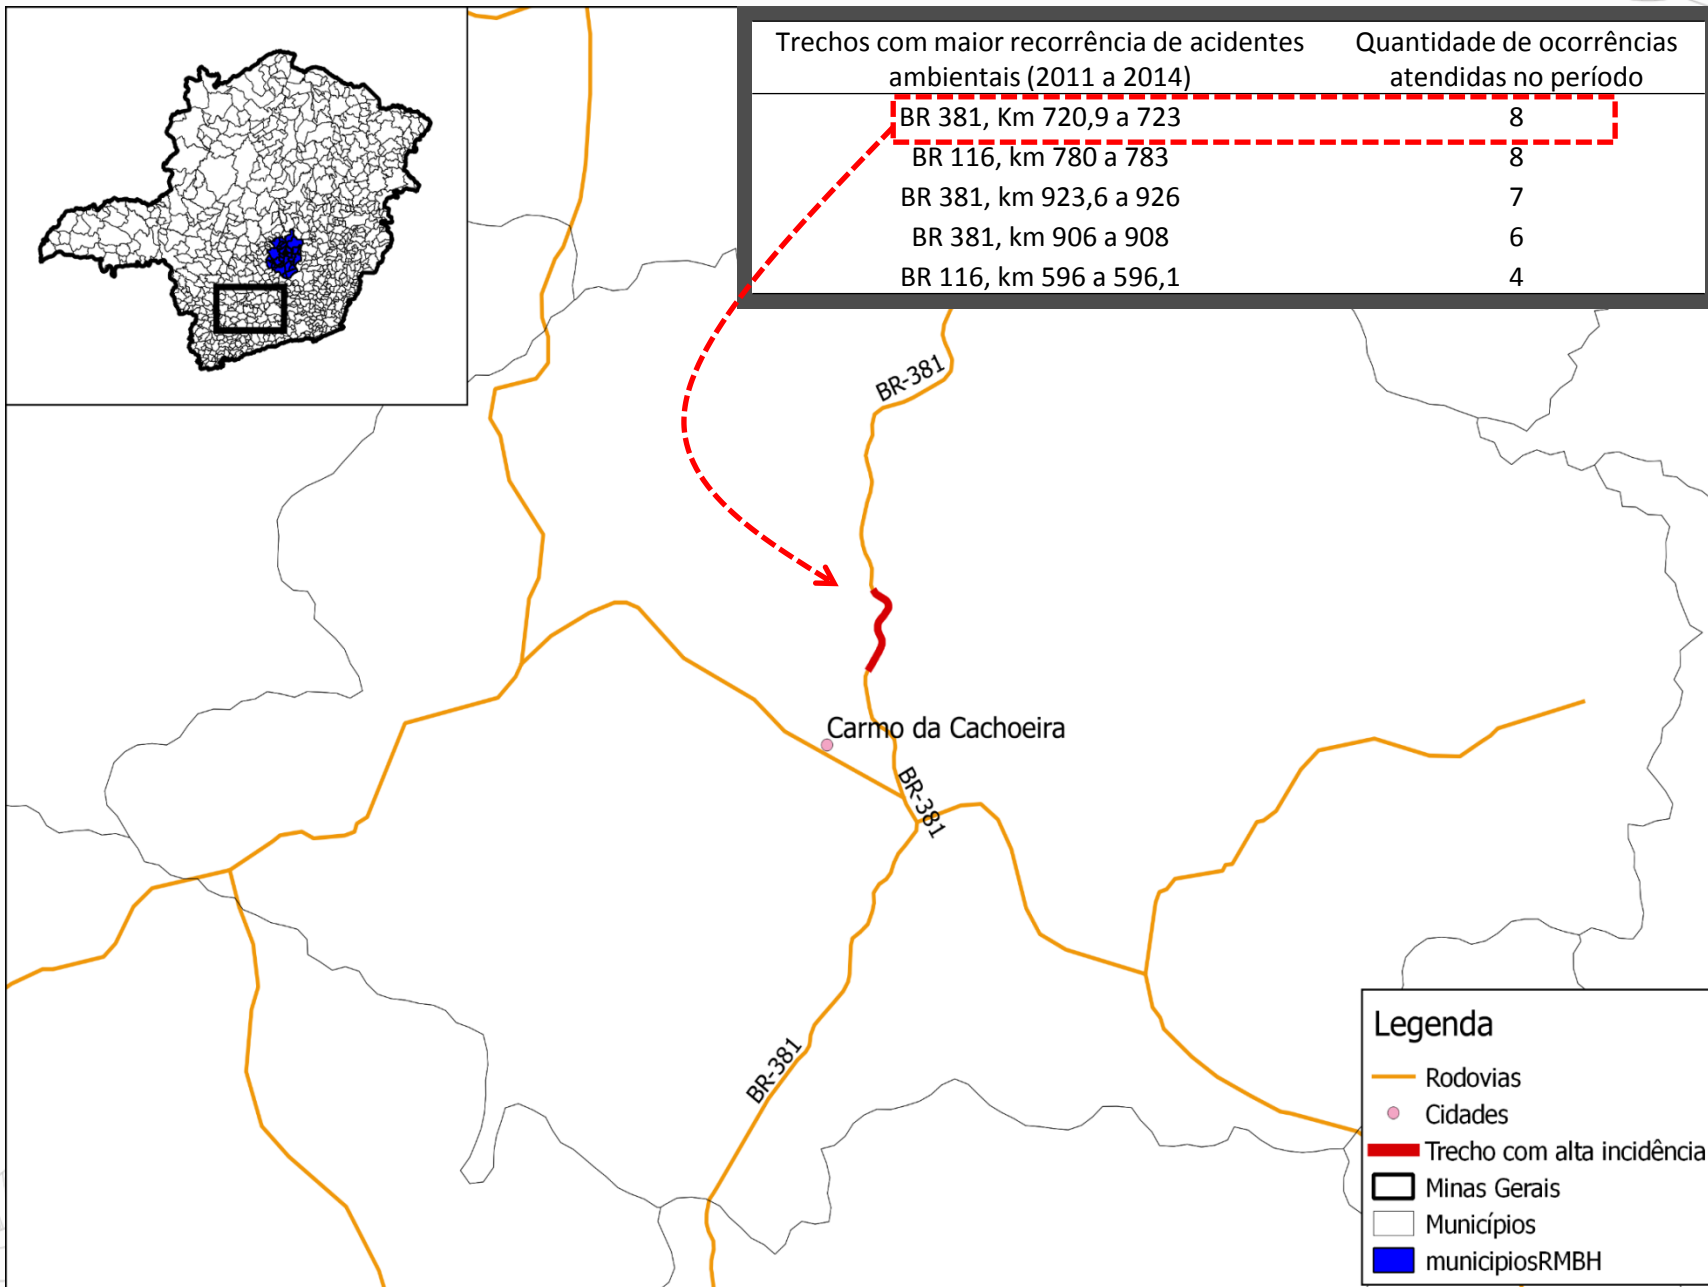 Trechos com maior recorrência de acidentes
ambientais (2011 a 2014)
Quantidade de ocorrências
atendidas no período
BR 381, Km 720,9 a 723 8
BR 116, km 780 a 783 8
BR 381, km 923,6 a 926 7
BR 381, km 906 a 908 6
BR 116, km 596 a 596,1 4
BR-381
Carmo da Cachoeira
BR-381
BR-381
Legenda
Rodovias
Cidades
Trecho com alta incidência
Minas Gerais
Municípios
municipiosRMBH